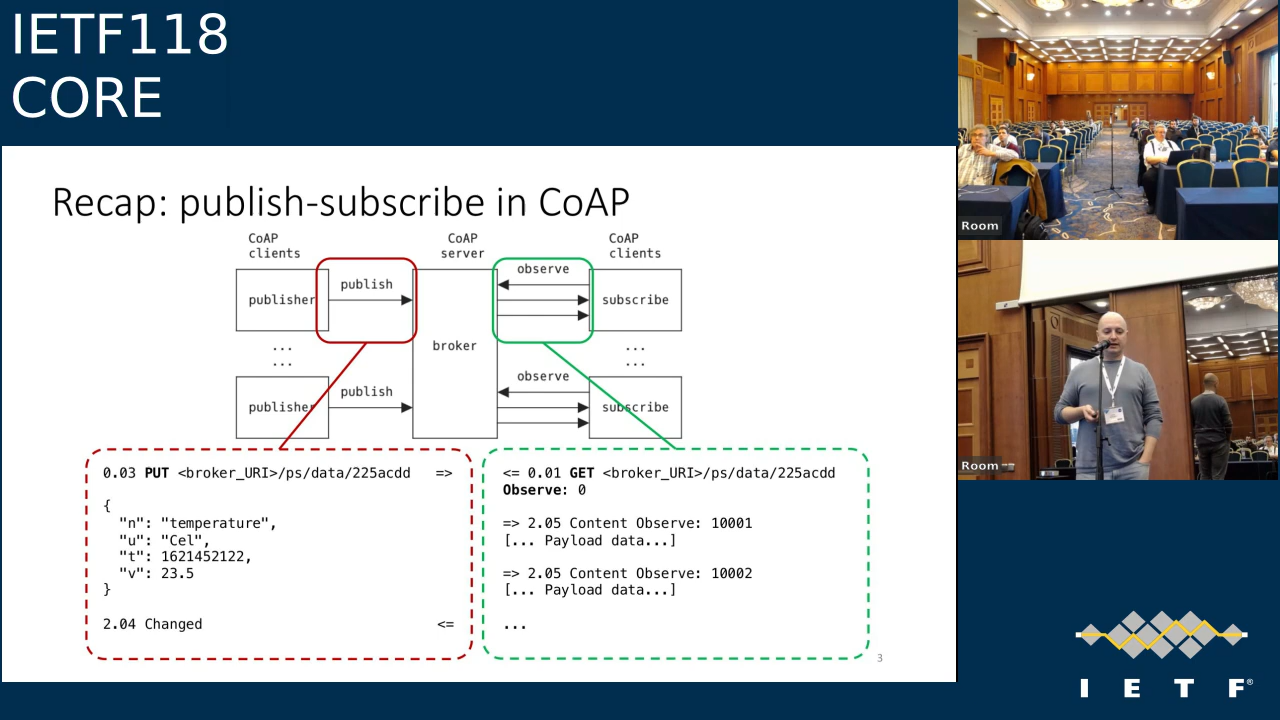 IETF118
CORE
Recap: publish-subscribe in CoAP
CoAP
clients
CoAP
server
CoAP
clients
publisher
publish
observe
subscribe
...
...
broker
...
...
publisher
publish
observe
subscribe
0.03 PUT <broker_URI>/ps/data/225acdd =>
{
"n": "temperature",
"u": "Cel",
"t": 1621452122,
"v": 23.5
}
2.04 Changed <=
<= 0.01 GET <broker_URI>/ps/data/225acdd
Observe: 0
=> 2.05 Content Observe: 10001
[... Payload data...]
=> 2.05 Content Observe: 10002
[... Payload data...]
...
3
Room
Room
I E T F®